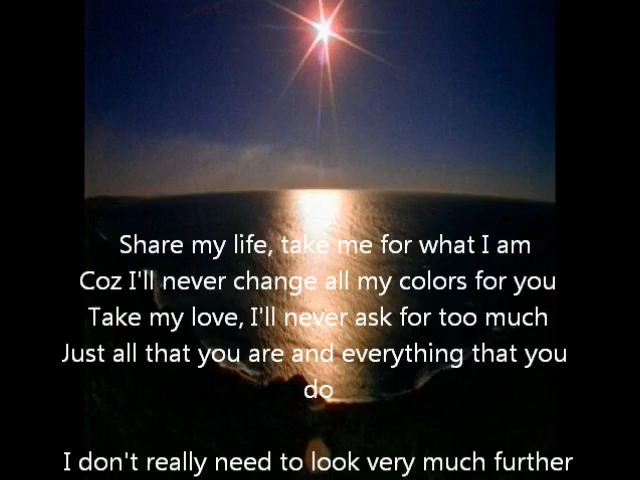 Share my life, take me for what I am
Coz I'll never change all my colors for you
Take my love, I'll never ask for too much
Just all that you are and everything that you
do
I don't really need to look very much further